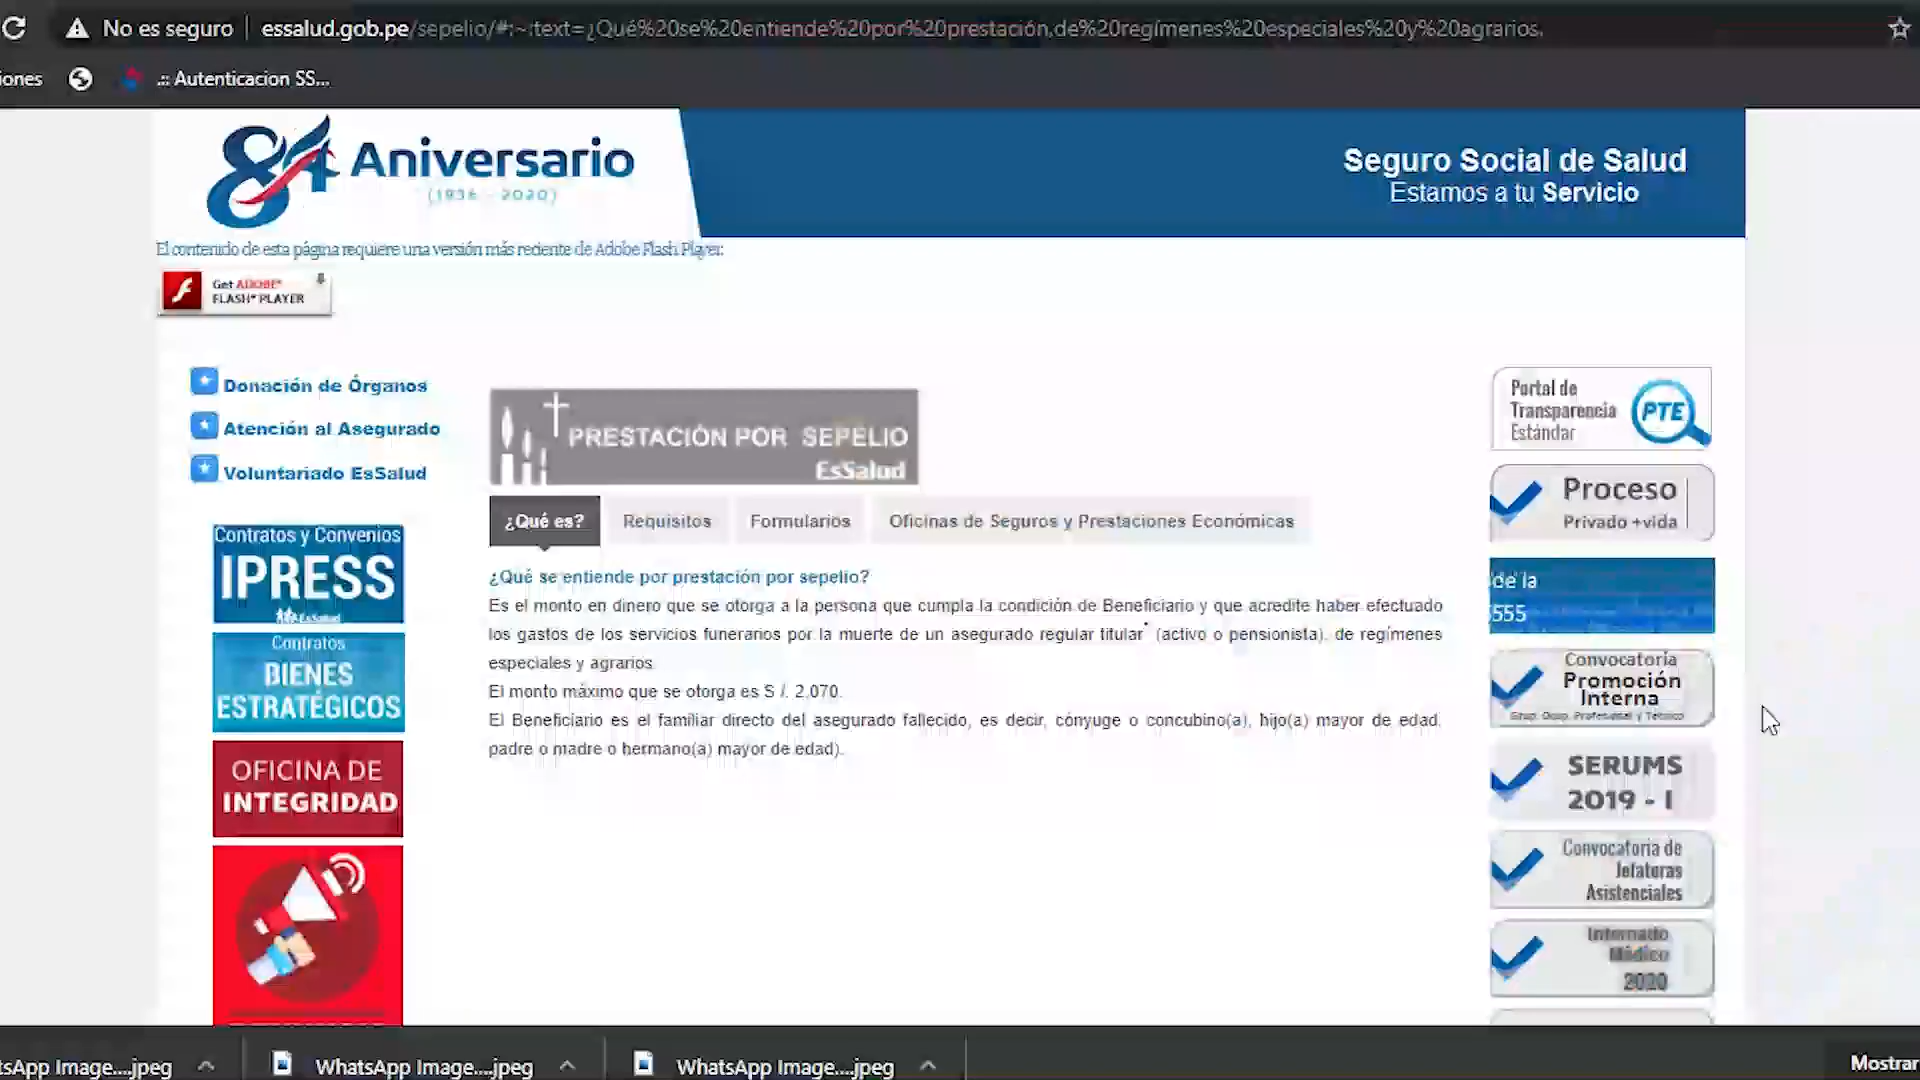 No es seguro essalud.gob.pe/sepelio/#:~:text=¿Qué%20se%20entiende%20por%20prestación,de%20regímenes%20especiales%20y%20agrarios.
iones .:: Autenticacion SS...
84 Aniversario
(1936 - 2020)
Seguro Social de Salud
Estamos a tu Servicio
El contenido de esta página requiere una versión más reciente de Adobe Flash Player.
Get ADOBE®
FLASH® PLAYER
Donación de Órganos
Atención al Asegurado
Voluntariado EsSalud
Contratos y Convenios
IPRESS
EsSalud
Contratos
BIENES
ESTRATÉGICOS
OFICINA DE
INTEGRIDAD
PRESTACIÓN POR SEPELIO
EsSalud
¿Qué es? Requisitos Formularios Oficinas de Seguros y Prestaciones Económicas
¿Qué se entiende por prestación por sepelio?
Es el monto en dinero que se otorga a la persona que cumpla la condición de Beneficiario y que acredite haber efectuado
los gastos de los servicios funerarios por la muerte de un asegurado regular titular* (activo o pensionista), de regímenes
especiales y agrarios.
El monto máximo que se otorga es S /. 2,070.
El Beneficiario es el familiar directo del asegurado fallecido, es decir, cónyuge o concubino(a), hijo(a) mayor de edad,
padre o madre o hermano(a) mayor de edad).
Portal de
Transparencia
Estándar
PTE
Proceso
Privado +vida
de la
555
Convocatoria
Promoción
Interna
Grup. Ocup. Profesional y Técnico
SERUMS
2019 - I
Convocatoria de
Jefaturas
Asistenciales
Internado
Médico
2020
tsApp Image....jpeg WhatsApp Image....jpeg WhatsApp Image....jpeg Mostrar